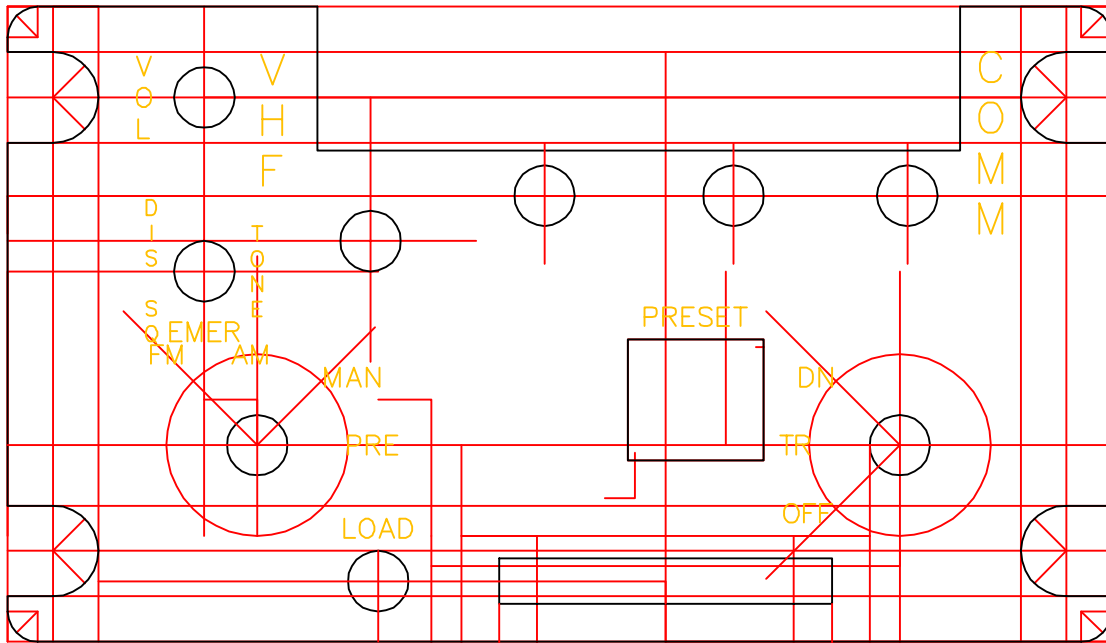 VOL
VHF
COMM
DIS SQ
TONE
PRESET
EMER
FM AM
MAN
DN
PRE
TR
OFF
LOAD